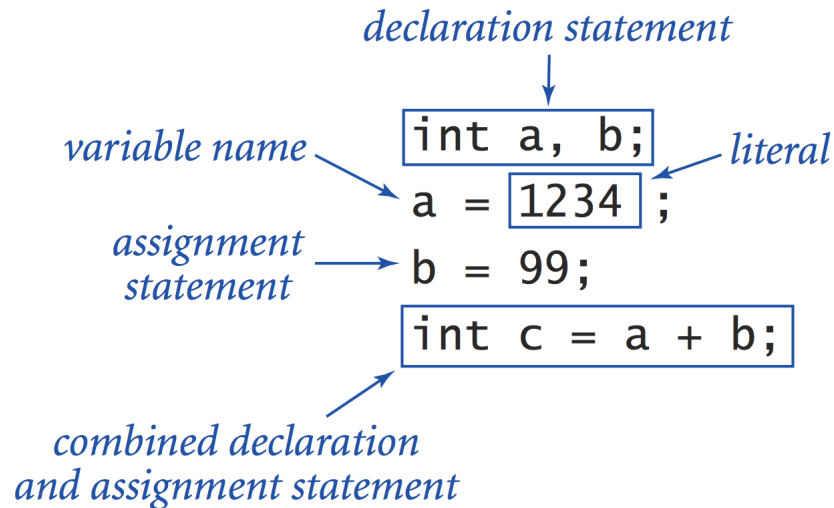 declaration statement
int a, b;
variable name
literal
a = 1234 ;
assignment
statement
b = 99;
int c = a + b;
combined declaration
and assignment statement